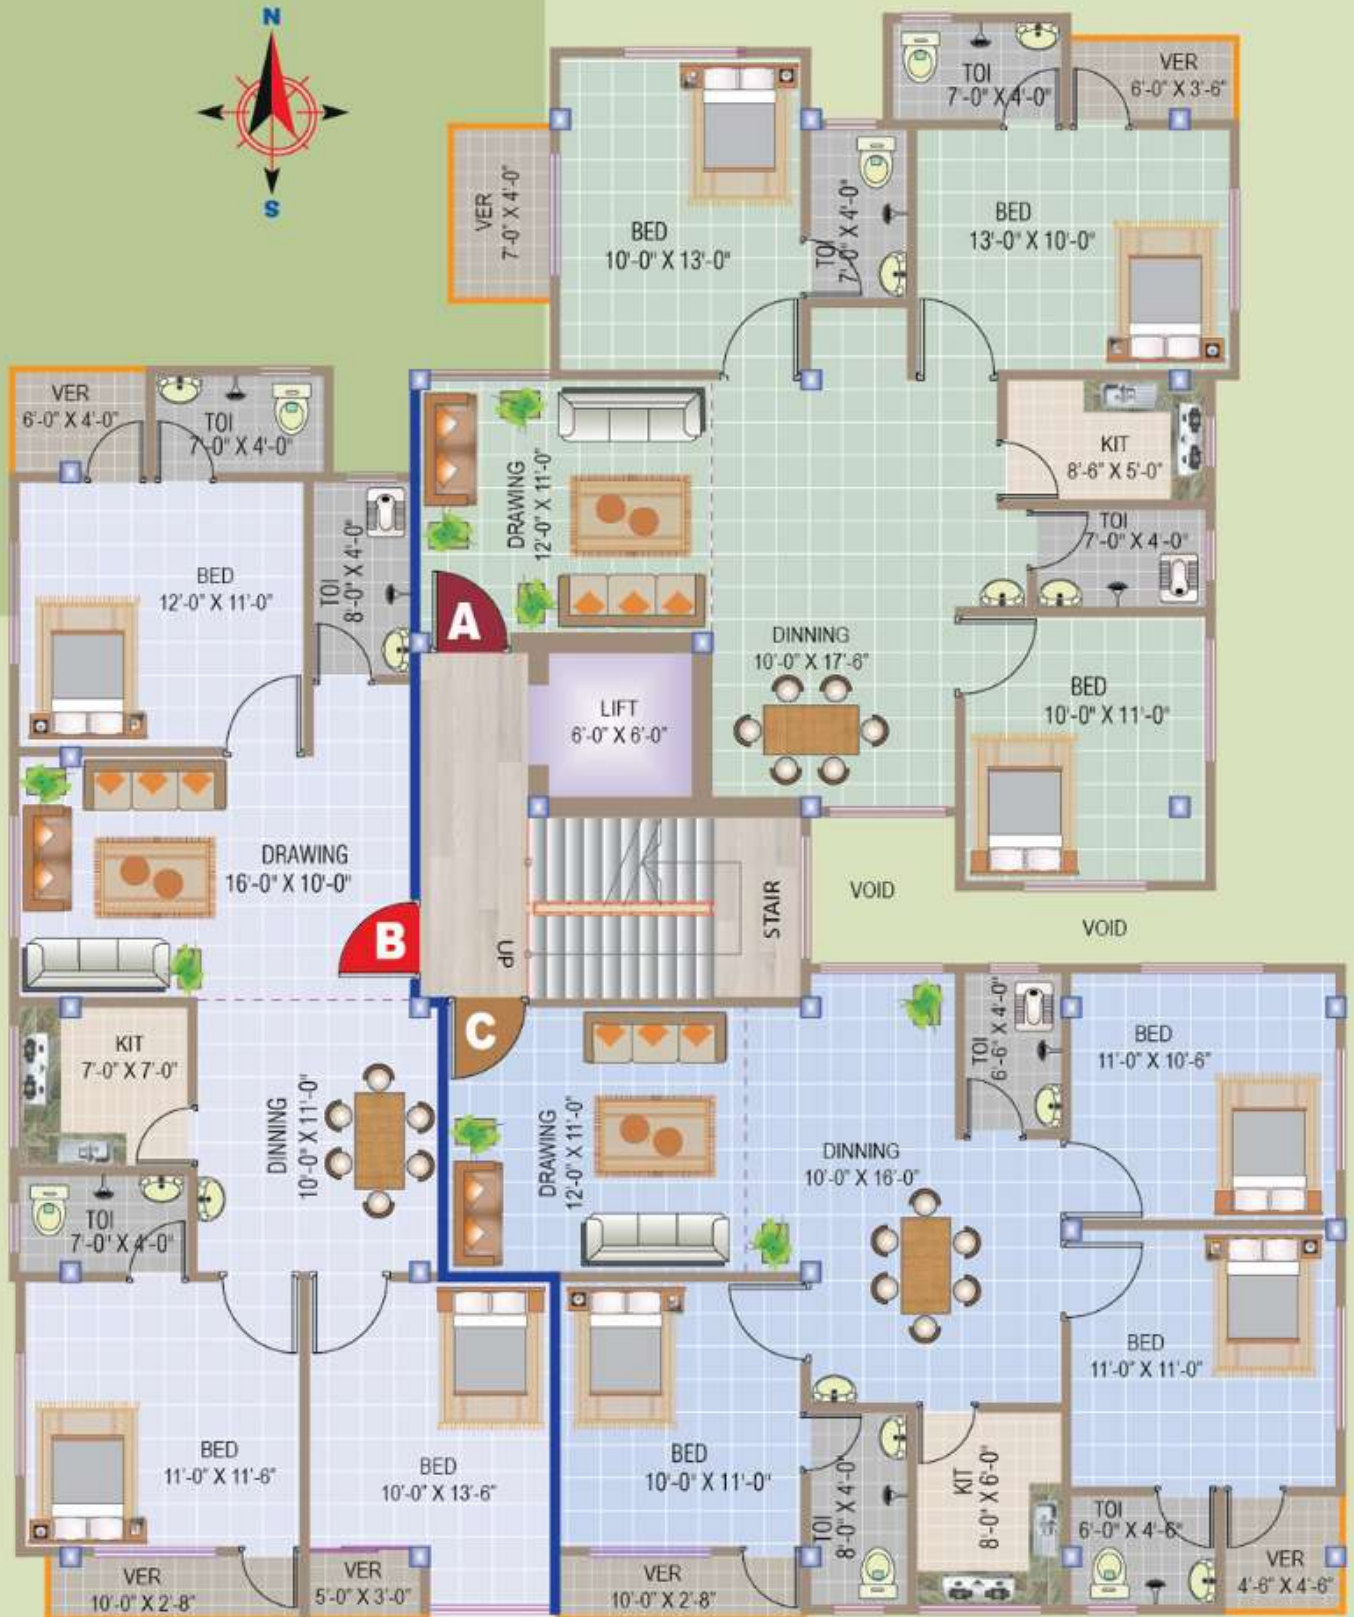 N
S
TOI
7'-0" X 4'-0"
VER
6'-0" X 3'-6"
VER
7'-0" X 4'-0"
BED
10'-0" X 13'-0"
TOI
7'-0" X 4'-0"
BED
13'-0" X 10'-0"
VER
6'-0" X 4'-0"
TOI
7'-0" X 4'-0"
DRAWING
12'-0" X 11'-0"
KIT
8'-6" X 5'-0"
TOI
7'-0" X 4'-0"
BED
12'-0" X 11'-0"
TOI
8'-0" X 4'-0"
A
DINNING
10'-0" X 17'-6"
LIFT
6'-0" X 6'-0"
BED
10'-0" X 11'-0"
DRAWING
16'-0" X 10'-0"
B
UP
STAIR
VOID
VOID
KIT
7'-0" X 7'-0"
C
TOI
6'-6" X 4'-0"
BED
11'-0" X 10'-6"
DINNING
10'-0" X 11'-0"
DRAWING
12'-0" X 11'-0"
DINNING
10'-0" X 16'-0"
TOI
7'-0" X 4'-0"
BED
11'-0" X 11'-0"
BED
11'-0" X 11'-6"
BED
10'-0" X 13'-6"
BED
10'-0" X 11'-0"
TOI
8'-0" X 4'-0"
KIT
8'-0" X 6'-0"
TOI
6'-0" X 4'-6"
VER
4'-6" X 4'-6"
VER
10'-0" X 2'-8"
VER
5'-0" X 3'-0"
VER
10'-0" X 2'-8"